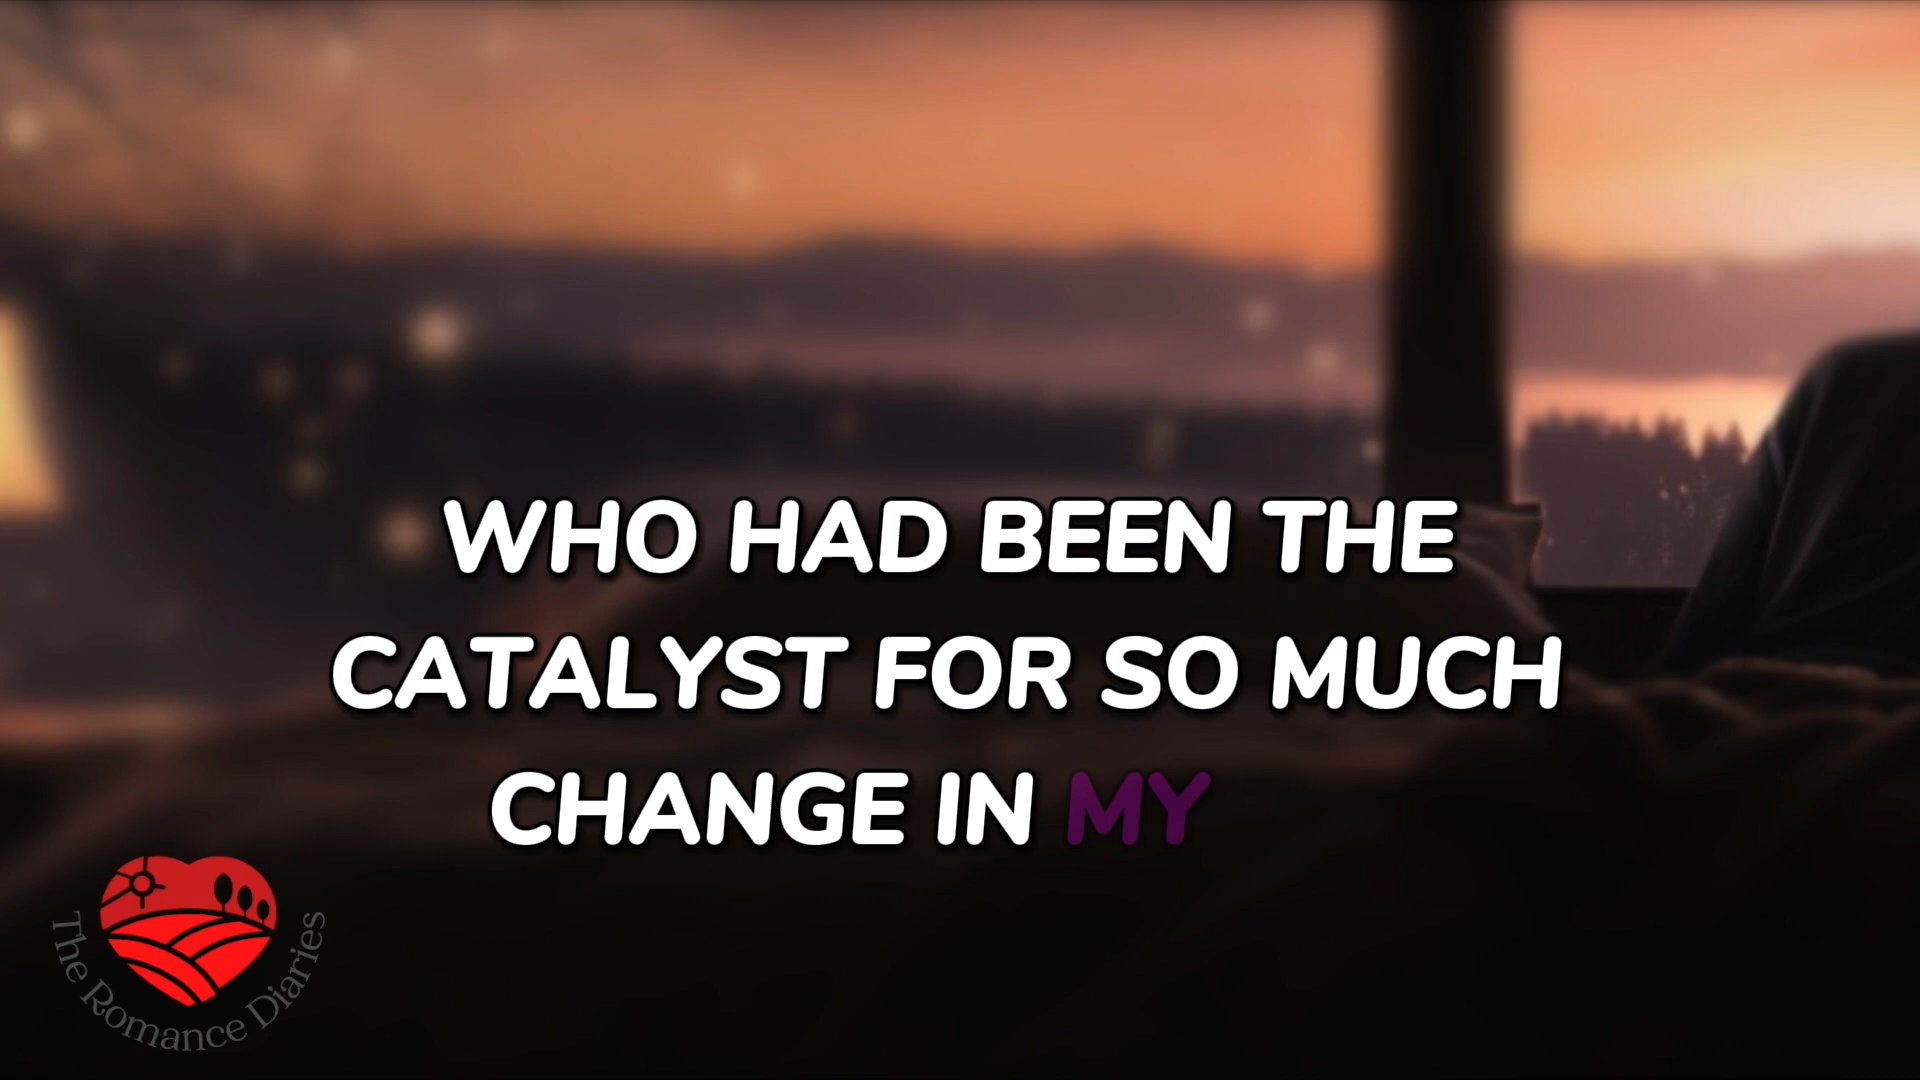 WHO HAD BEEN THE
CATALYST FOR SO MUCH
CHANGE IN MY
The Romance Diaries